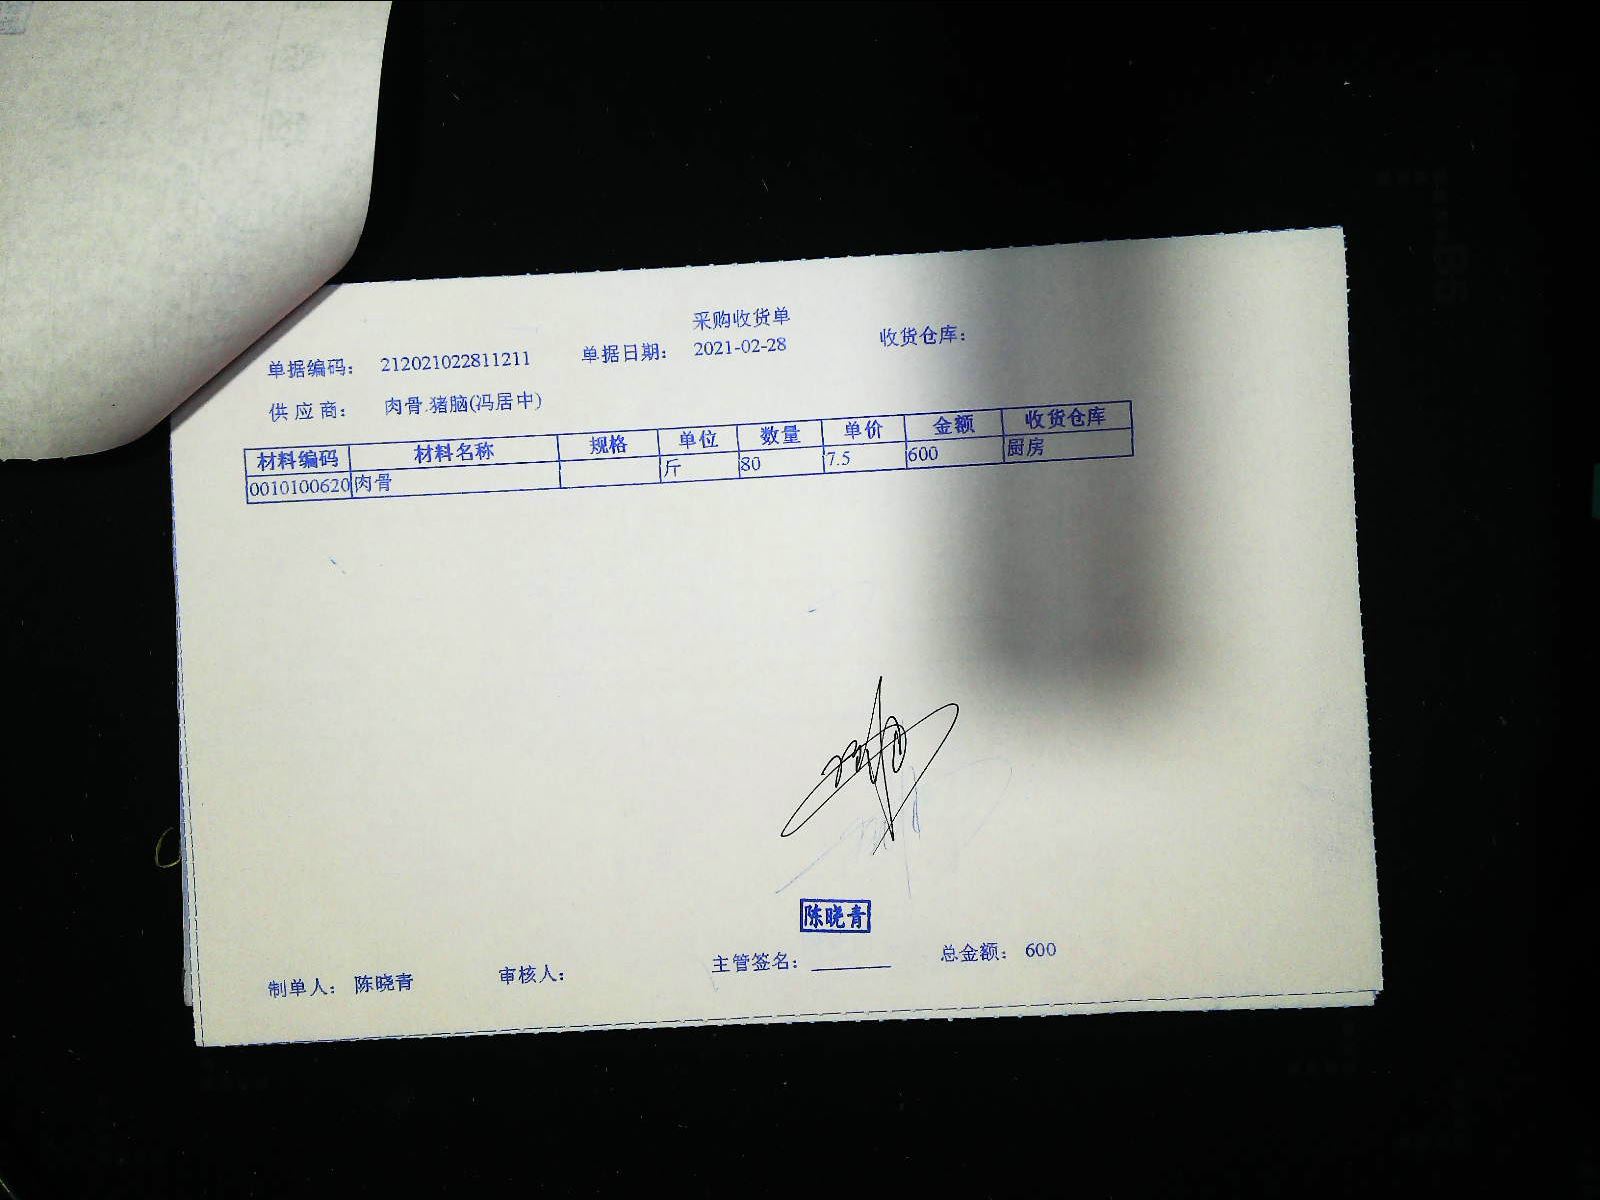 采购收货单
单据编码： 212021022811211 单据日期： 2021-02-28 收货仓库：
供应商： 肉骨.猪脑(冯居中)
材料编码 材料名称 规格 单位 数量 单价 金额 收货仓库
0010100620 肉骨 斤 80 7.5 600 厨房
陈晓青
制单人： 陈晓青 审核人： 主管签名： 总金额： 600